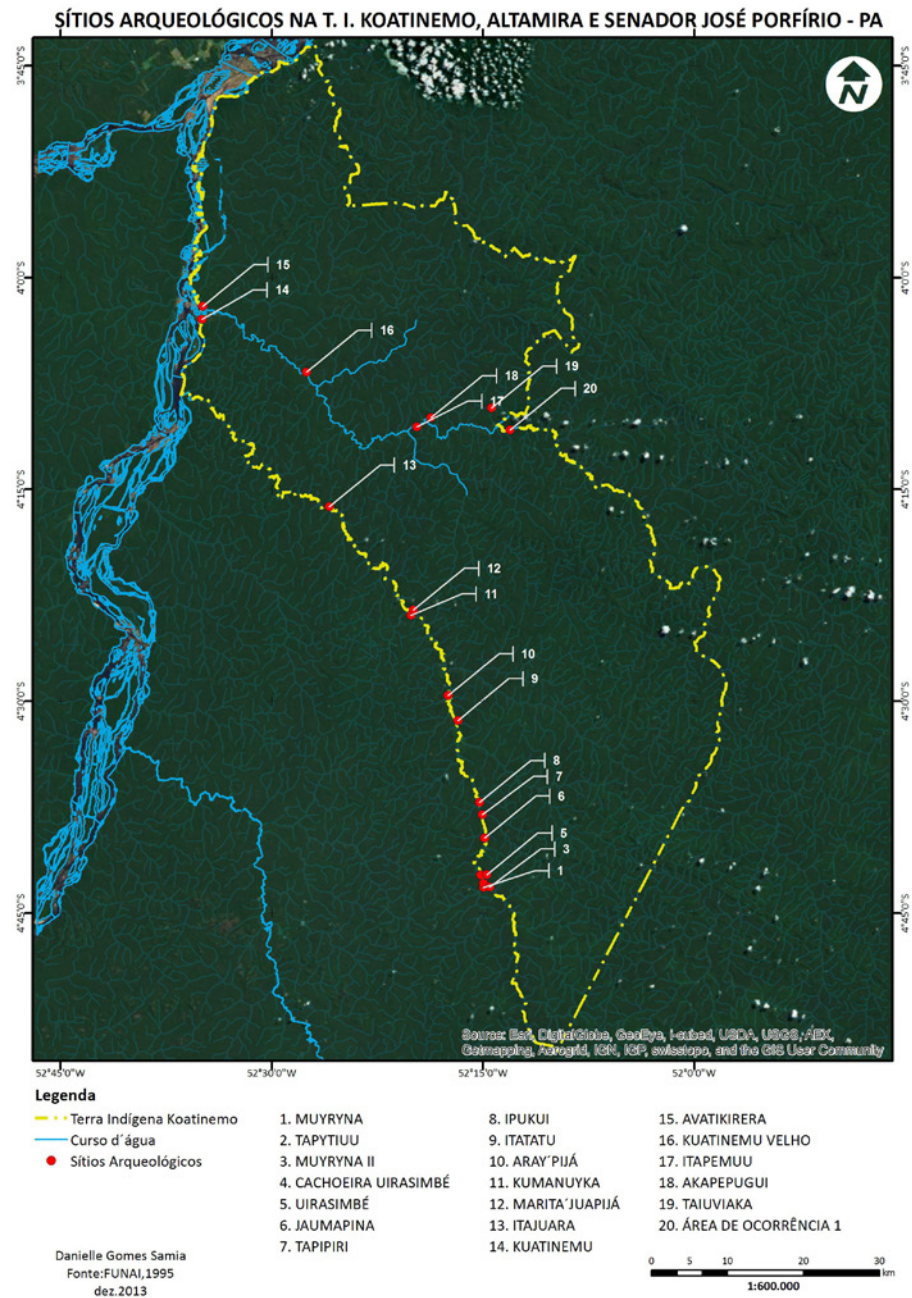 SÍTIOS ARQUEOLÓGICOS NA T. I. KOATINEMO, ALTAMIRA E SENADOR JOSÉ PORFÍRIO - PA
3°45'0"S
3°45'0"S
N
15
14
4°0'0"S
4°0'0"S
16
19
18
20
17
13
4°15'0"S
4°15'0"S
12
11
10
9
4°30'0"S
4°30'0"S
8
7
6
5
3
1
4°45'0"S
4°45'0"S
Source: Esri, DigitalGlobe, GeoEye, i-cubed, USDA, USGS, AEX,
Getmapping, Aerogrid, IGN, IGP, swisstopo, and the GIS User Community
52°45'0"W
52°30'0"W
52°15'0"W
52°0'0"W
Legenda
Terra Indígena Koatinemo
Curso d´água
Sítios Arqueológicos
1. MUYRYNA
2. TAPYTIUU
3. MUYRYNA II
4. CACHOEIRA UIRASIMBÉ
5. UIRASIMBÉ
6. JAUMAPINA
7. TAPIPIRI
8. IPUKUI
9. ITATATU
10. ARAY´PIJÁ
11. KUMANUYKA
12. MARITA´JUAPIJÁ
13. ITAJUARA
14. KUATINEMU
15. AVATIKIRERA
16. KUATINEMU VELHO
17. ITAPEMUU
18. AKAPEPUGUI
19. TAIUVIAKA
20. ÁREA DE OCORRÊNCIA 1
Danielle Gomes Samia
Fonte:FUNAI,1995
dez.2013
0 5 10 20 30
km
1:600.000